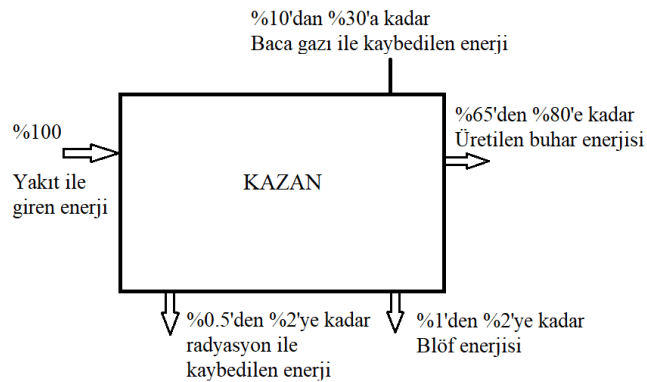 %10'dan %30'a kadar
Baca gazı ile kaybedilen enerji
%65'den %80'e kadar
Üretilen buhar enerjisi
%100
Yakıt ile
giren enerji
KAZAN
%0.5'den %2'ye kadar
radyasyon ile
kaybedilen enerji
%1'den %2'ye kadar
Blöf enerjisi